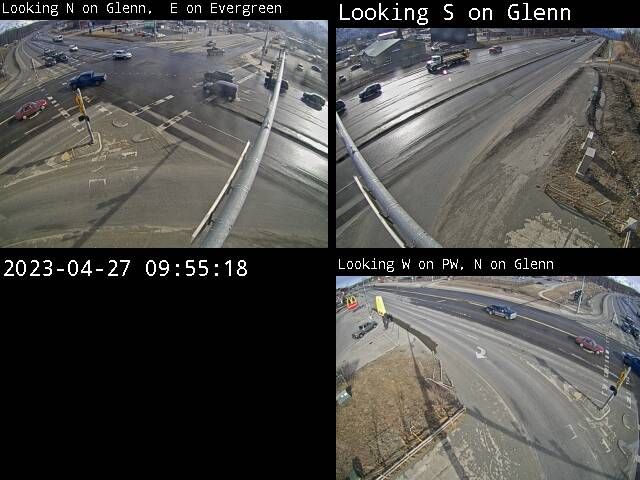 Looking N on Glenn, E on Evergreen
Looking S on Glenn
2023-04-27 09:55:18
Looking W on PW, N on Glenn